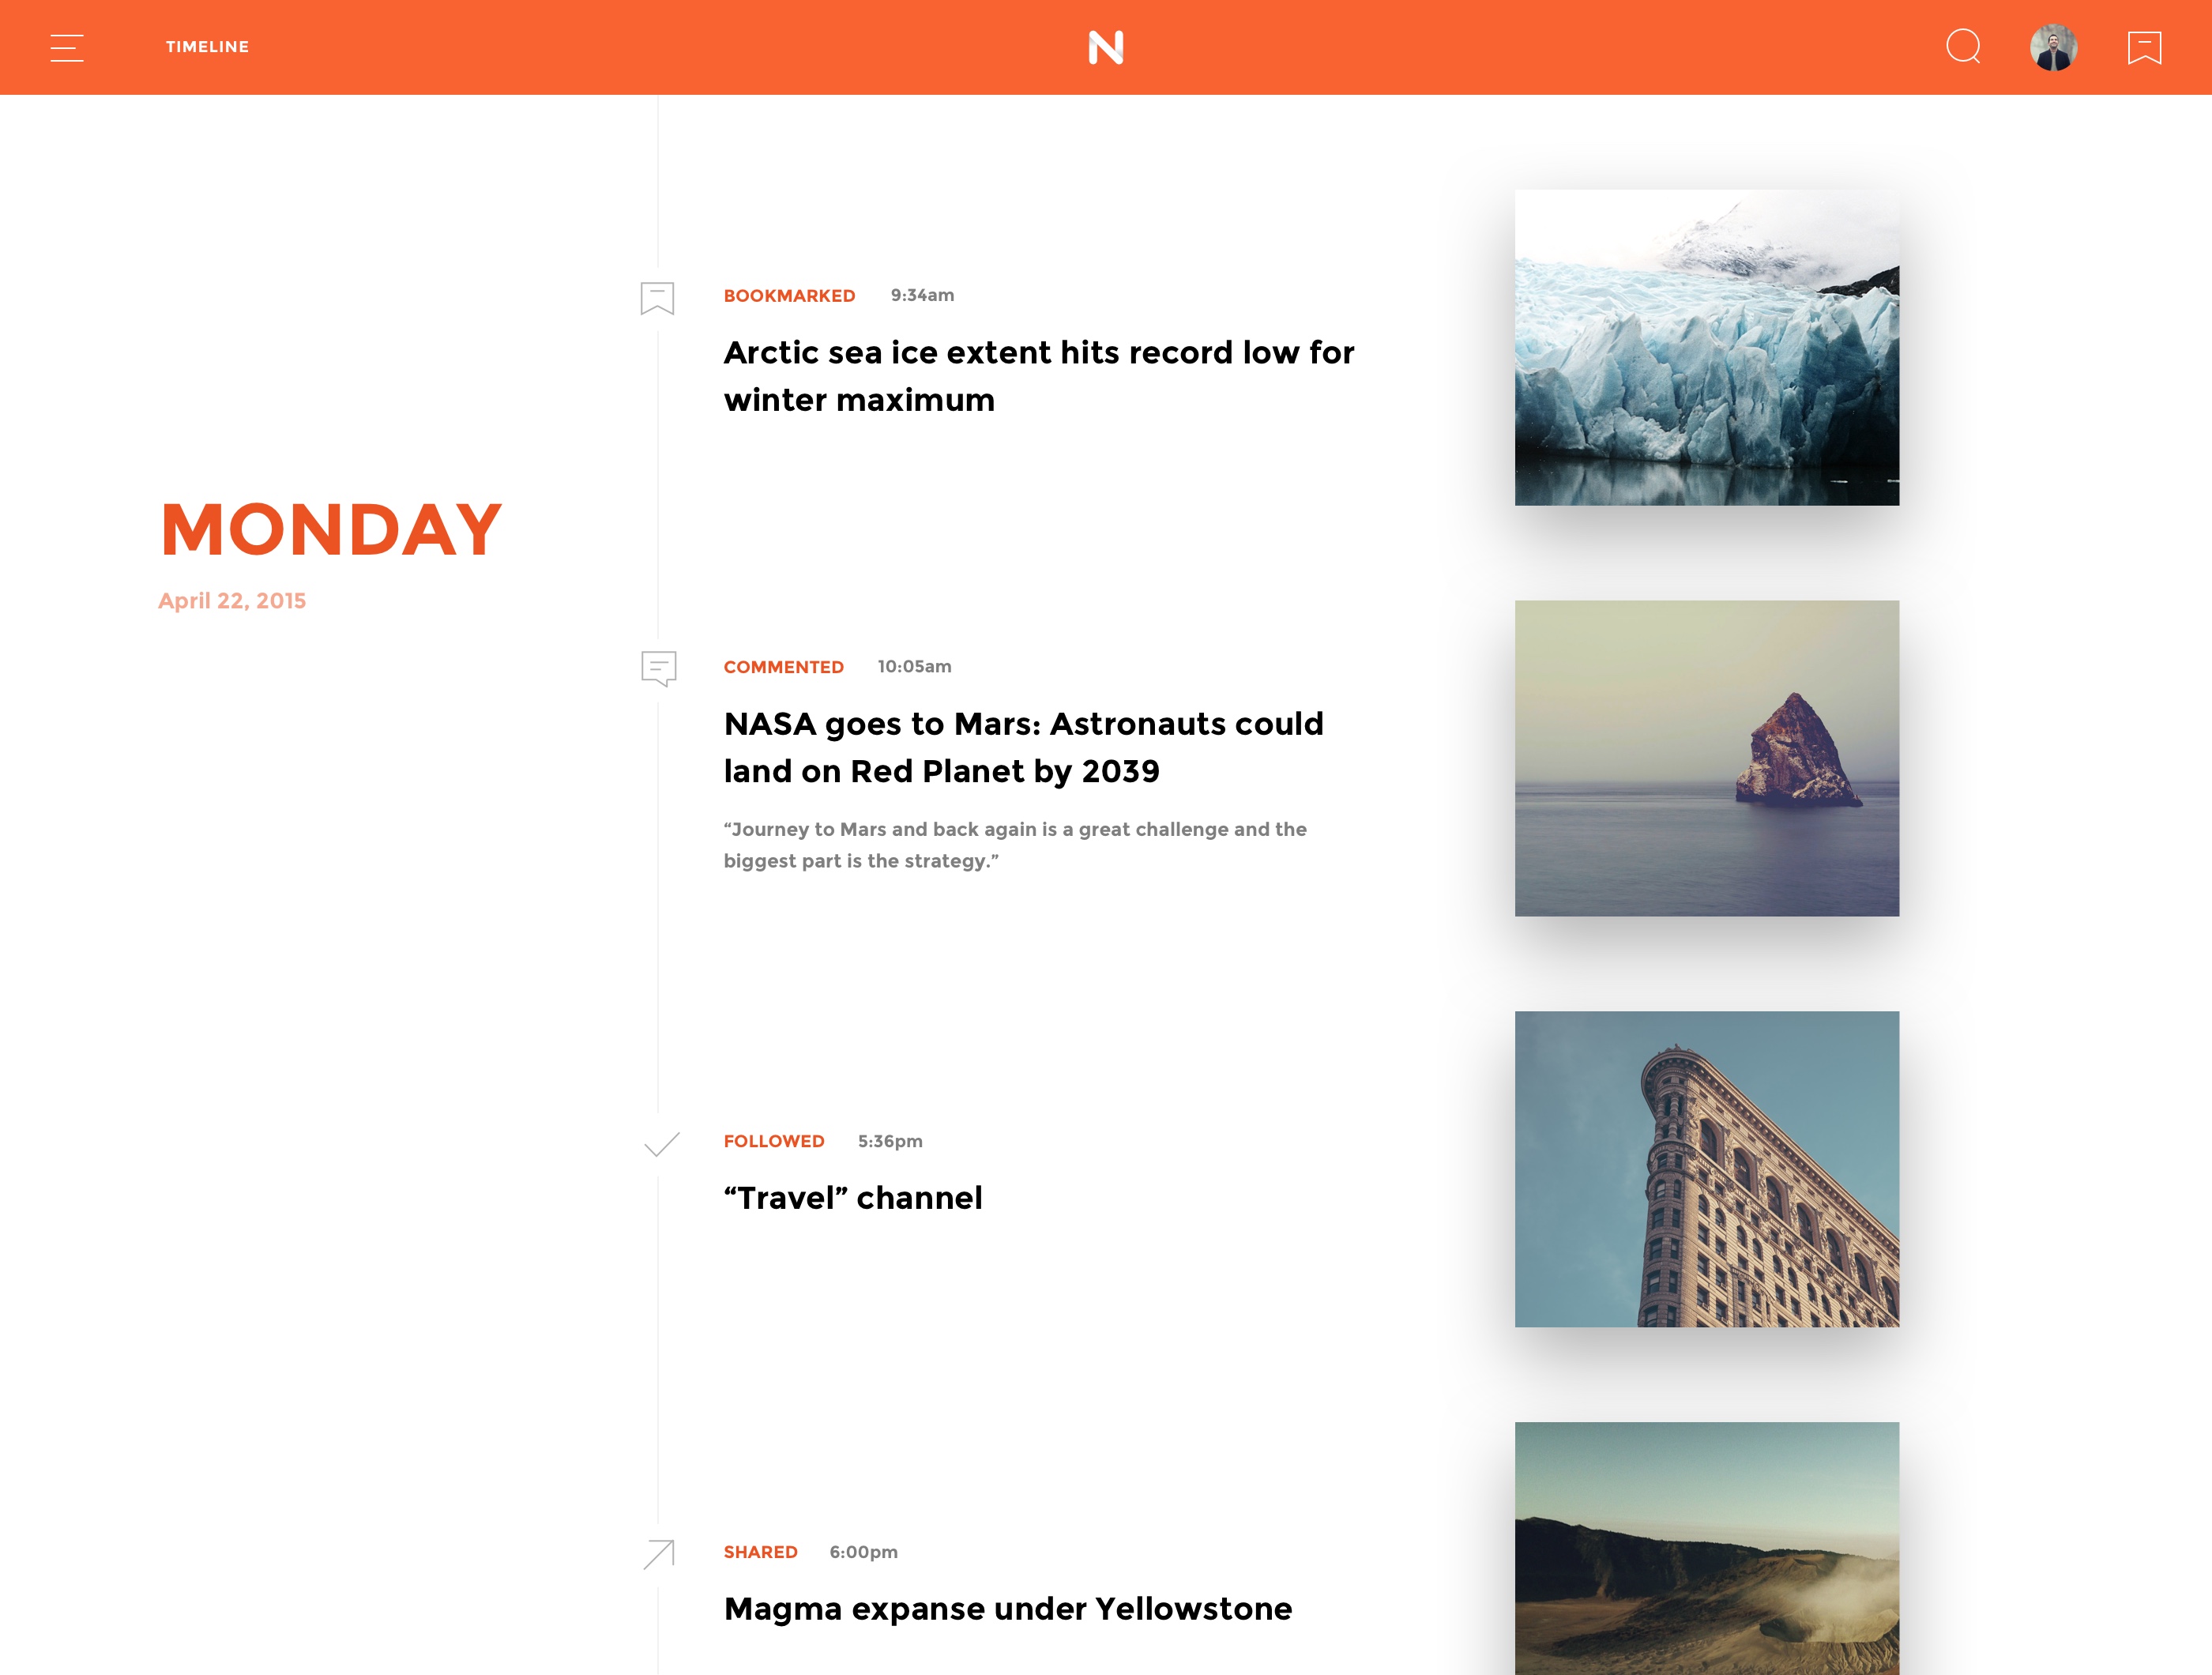 TIMELINE
N
MONDAY
April 22, 2015
BOOKMARKED 9:34am
Arctic sea ice extent hits record low for
winter maximum
COMMENTED 10:05am
NASA goes to Mars: Astronauts could
land on Red Planet by 2039
“Journey to Mars and back again is a great challenge and the
biggest part is the strategy.”
FOLLOWED 5:36pm
“Travel” channel
SHARED 6:00pm
Magma expanse under Yellowstone